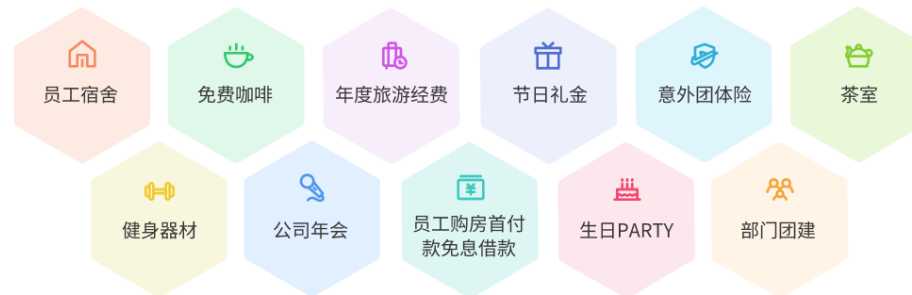 员工宿舍
免费咖啡
年度旅游经费
节日礼金
意外团体险
茶室
健身器材
公司年会
员工购房首付
款免息借款
生日PARTY
部门团建